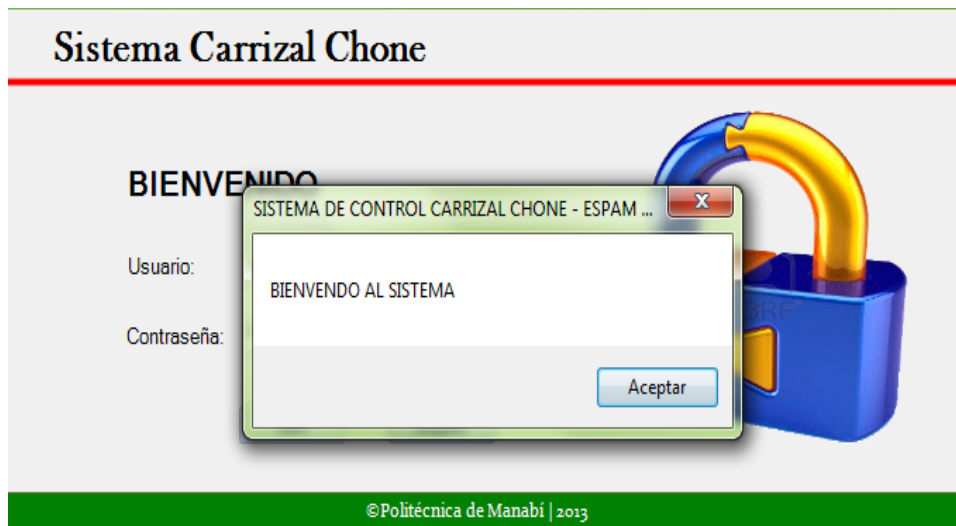 Sistema Carrizal Chone
BIENVENIDO
SISTEMA DE CONTROL CARRIZAL CHONE - ESPAM ...
Usuario:
BIENVENDO AL SISTEMA
Contraseña:
Aceptar
©Politécnica de Manabí | 2013